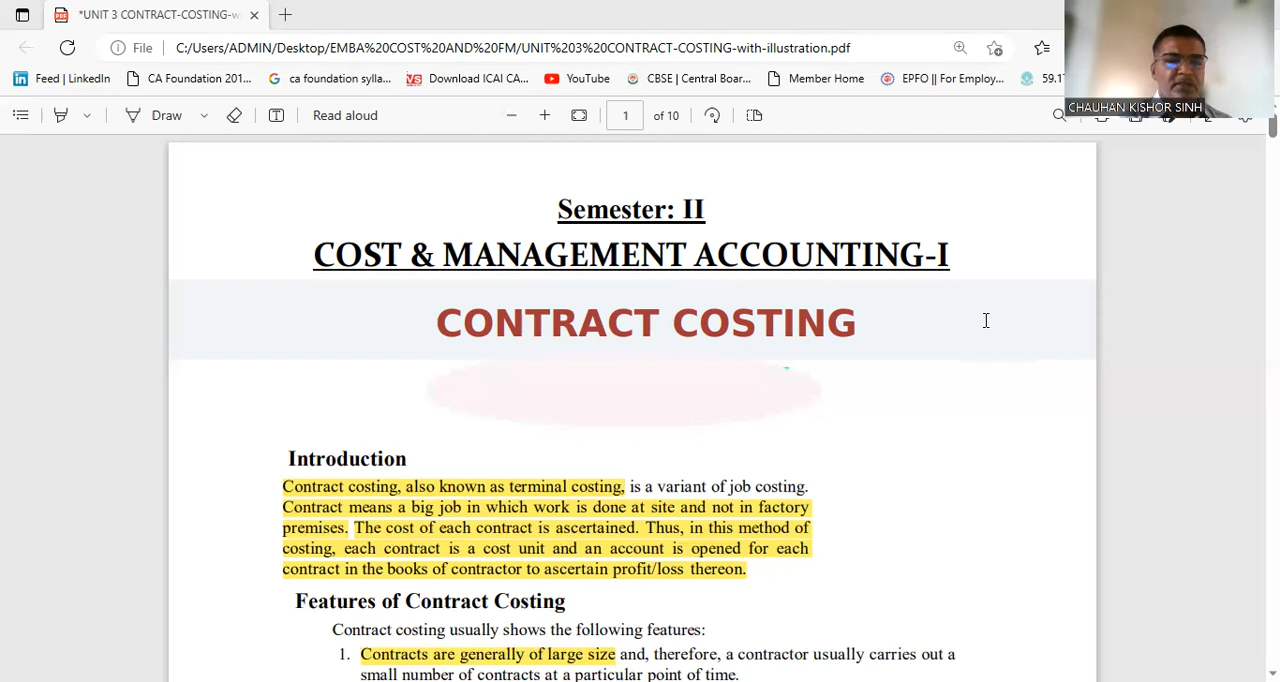 *UNIT 3 CONTRACT-COSTING-w
File
C:/Users/ADMIN/Desktop/EMBA%20COST%20AND%20FM/UNIT%203%20CONTRACT-COSTING-with-illustration.pdf
Feed | LinkedIn
CA Foundation 201...
ca foundation sylla...
Download ICAI CA...
YouTube
CBSE | Central Boar...
Member Home
EPFO || For Employ...
59.1
CHAUHAN KISHOR SINH
Draw
Read aloud
1 of 10
Semester: II
COST & MANAGEMENT ACCOUNTING-I
CONTRACT COSTING
Introduction
Contract costing, also known as terminal costing, is a variant of job costing.
Contract means a big job in which work is done at site and not in factory
premises. The cost of each contract is ascertained. Thus, in this method of
costing, each contract is a cost unit and an account is opened for each
contract in the books of contractor to ascertain profit/loss thereon.
Features of Contract Costing
Contract costing usually shows the following features:
1. Contracts are generally of large size and, therefore, a contractor usually carries out a
small number of contracts at a particular point of time.